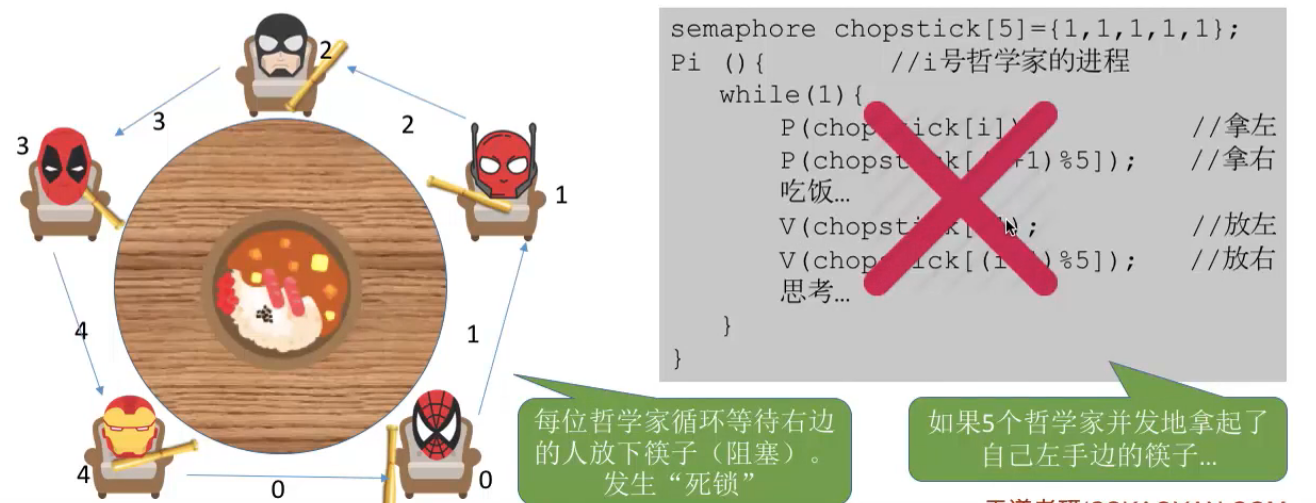 2
3
2
3
1
4
1
4
0
0
semaphore chopstick[5]={1,1,1,1,1};
Pi (){ //i号哲学家的进程
while(1){
P(chopstick[i]); //拿左
P(chopstick[(i+1)%5]); //拿右
吃饭…
V(chopstick[i]); //放左
V(chopstick[(i+1)%5]); //放右
思考…
}
}
每位哲学家循环等待右边
的人放下筷子（阻塞）。
发生“死锁”
如果5个哲学家并发地拿起了
自己左手边的筷子…